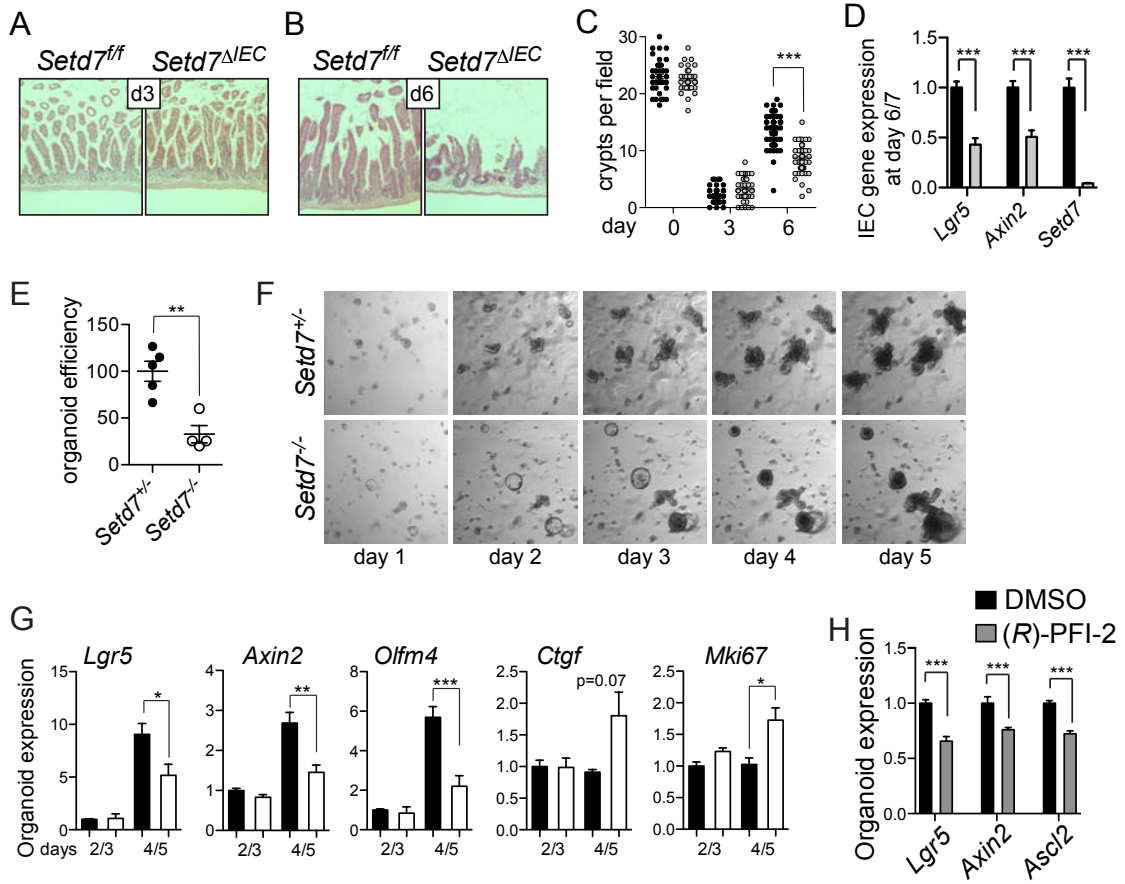 A
Setd7f/f
Setd7ΔIEC
d3
B
Setd7f/f
Setd7ΔIEC
d6
C
crypts per field
30
20
10
0
***
day 0 3 6
D
IEC gene expression
at day 6/7
1.5
1.0
0.5
0.0
*** *** ***
Lgr5 Axin2 Setd7
E
organoid efficiency
150
100
50
0
**
Setd7+/-
Setd7-/-
F
Setd7+/-
Setd7-/-
day 1 day 2 day 3 day 4 day 5
G
Organoid expression
Lgr5
15
10
5
0
*
days 2/3 4/5
Axin2
4
3
2
1
0
**
2/3 4/5
Olfm4
8
6
4
2
0
***
2/3 4/5
Ctgf
2.5
2.0
1.5
1.0
0.5
0.0
p=0.07
2/3 4/5
Mki67
2.5
2.0
1.5
1.0
0.5
0.0
*
2/3 4/5
H
DMSO
(R)-PFI-2
Organoid expression
1.5
1.0
0.5
0.0
*** *** ***
Lgr5 Axin2 Ascl2